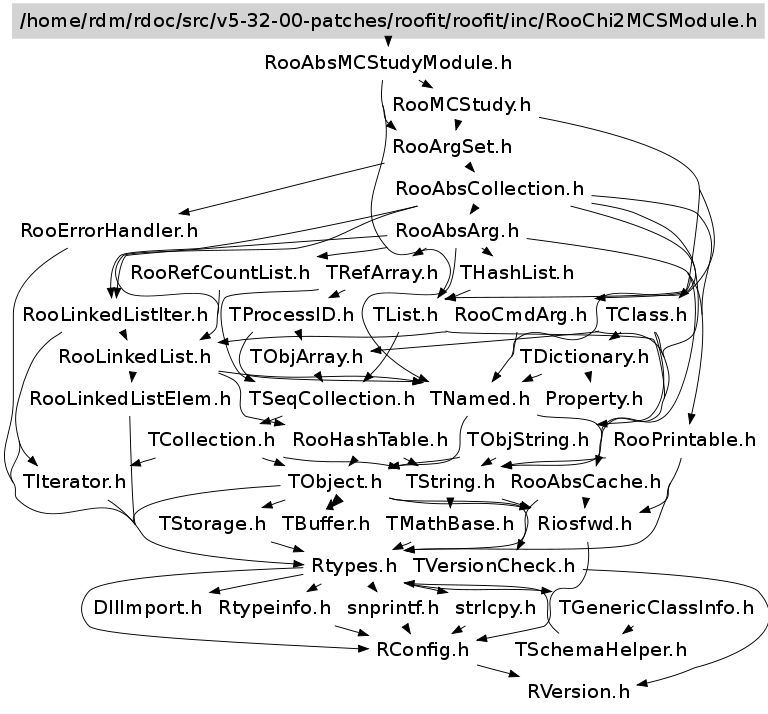 /home/rdm/rdoc/src/v5-32-00-patches/roofit/roofit/inc/RooChi2MCSModule.h
RooAbsMCStudyModule.h
RooMCStudy.h
RooArgSet.h
RooAbsCollection.h
RooErrorHandler.h RooAbsArg.h
RooRefCountList.h TRefArray.h THashList.h
RooLinkedListIter.h TProcessID.h TList.h RooCmdArg.h TClass.h
RooLinkedList.h TObjArray.h TDictionary.h
RooLinkedListElem.h TSeqCollection.h TNamed.h Property.h
TCollection.h RooHashTable.h TObjString.h RooPrintable.h
TIterator.h TObject.h TString.h RooAbsCache.h
TStorage.h TBuffer.h TMathBase.h Riosfwd.h
Rtypes.h TVersionCheck.h
DllImport.h Rtypeinfo.h snprintf.h strlcpy.h TGenericClassInfo.h
RConfig.h TSchemaHelper.h
RVersion.h